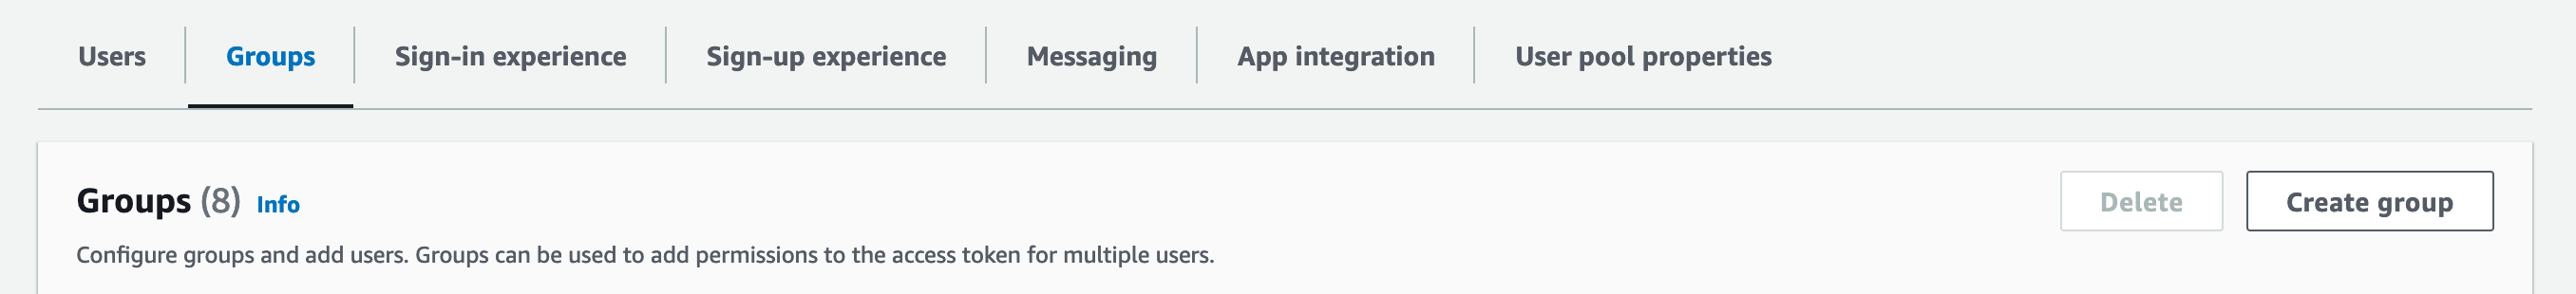 Users Groups Sign-in experience Sign-up experience Messaging App integration User pool properties
Groups (8) Info Delete Create group
Configure groups and add users. Groups can be used to add permissions to the access token for multiple users.